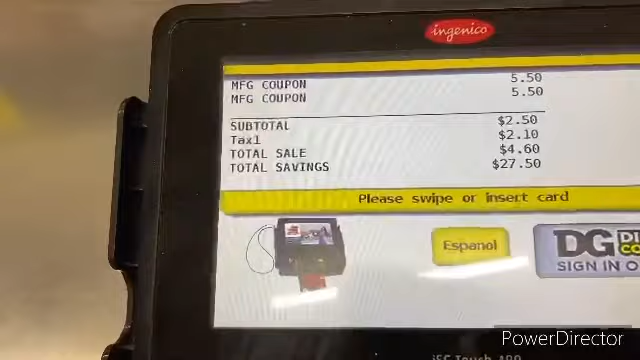 ingenico
MFG COUPON 5.50
MFG COUPON 5.50
SUBTOTAL $2.50
Tax1 $2.10
TOTAL SALE $4.60
TOTAL SAVINGS $27.50
Please swipe or insert card
Espanol
DG
SIGN IN O
PowerDirector